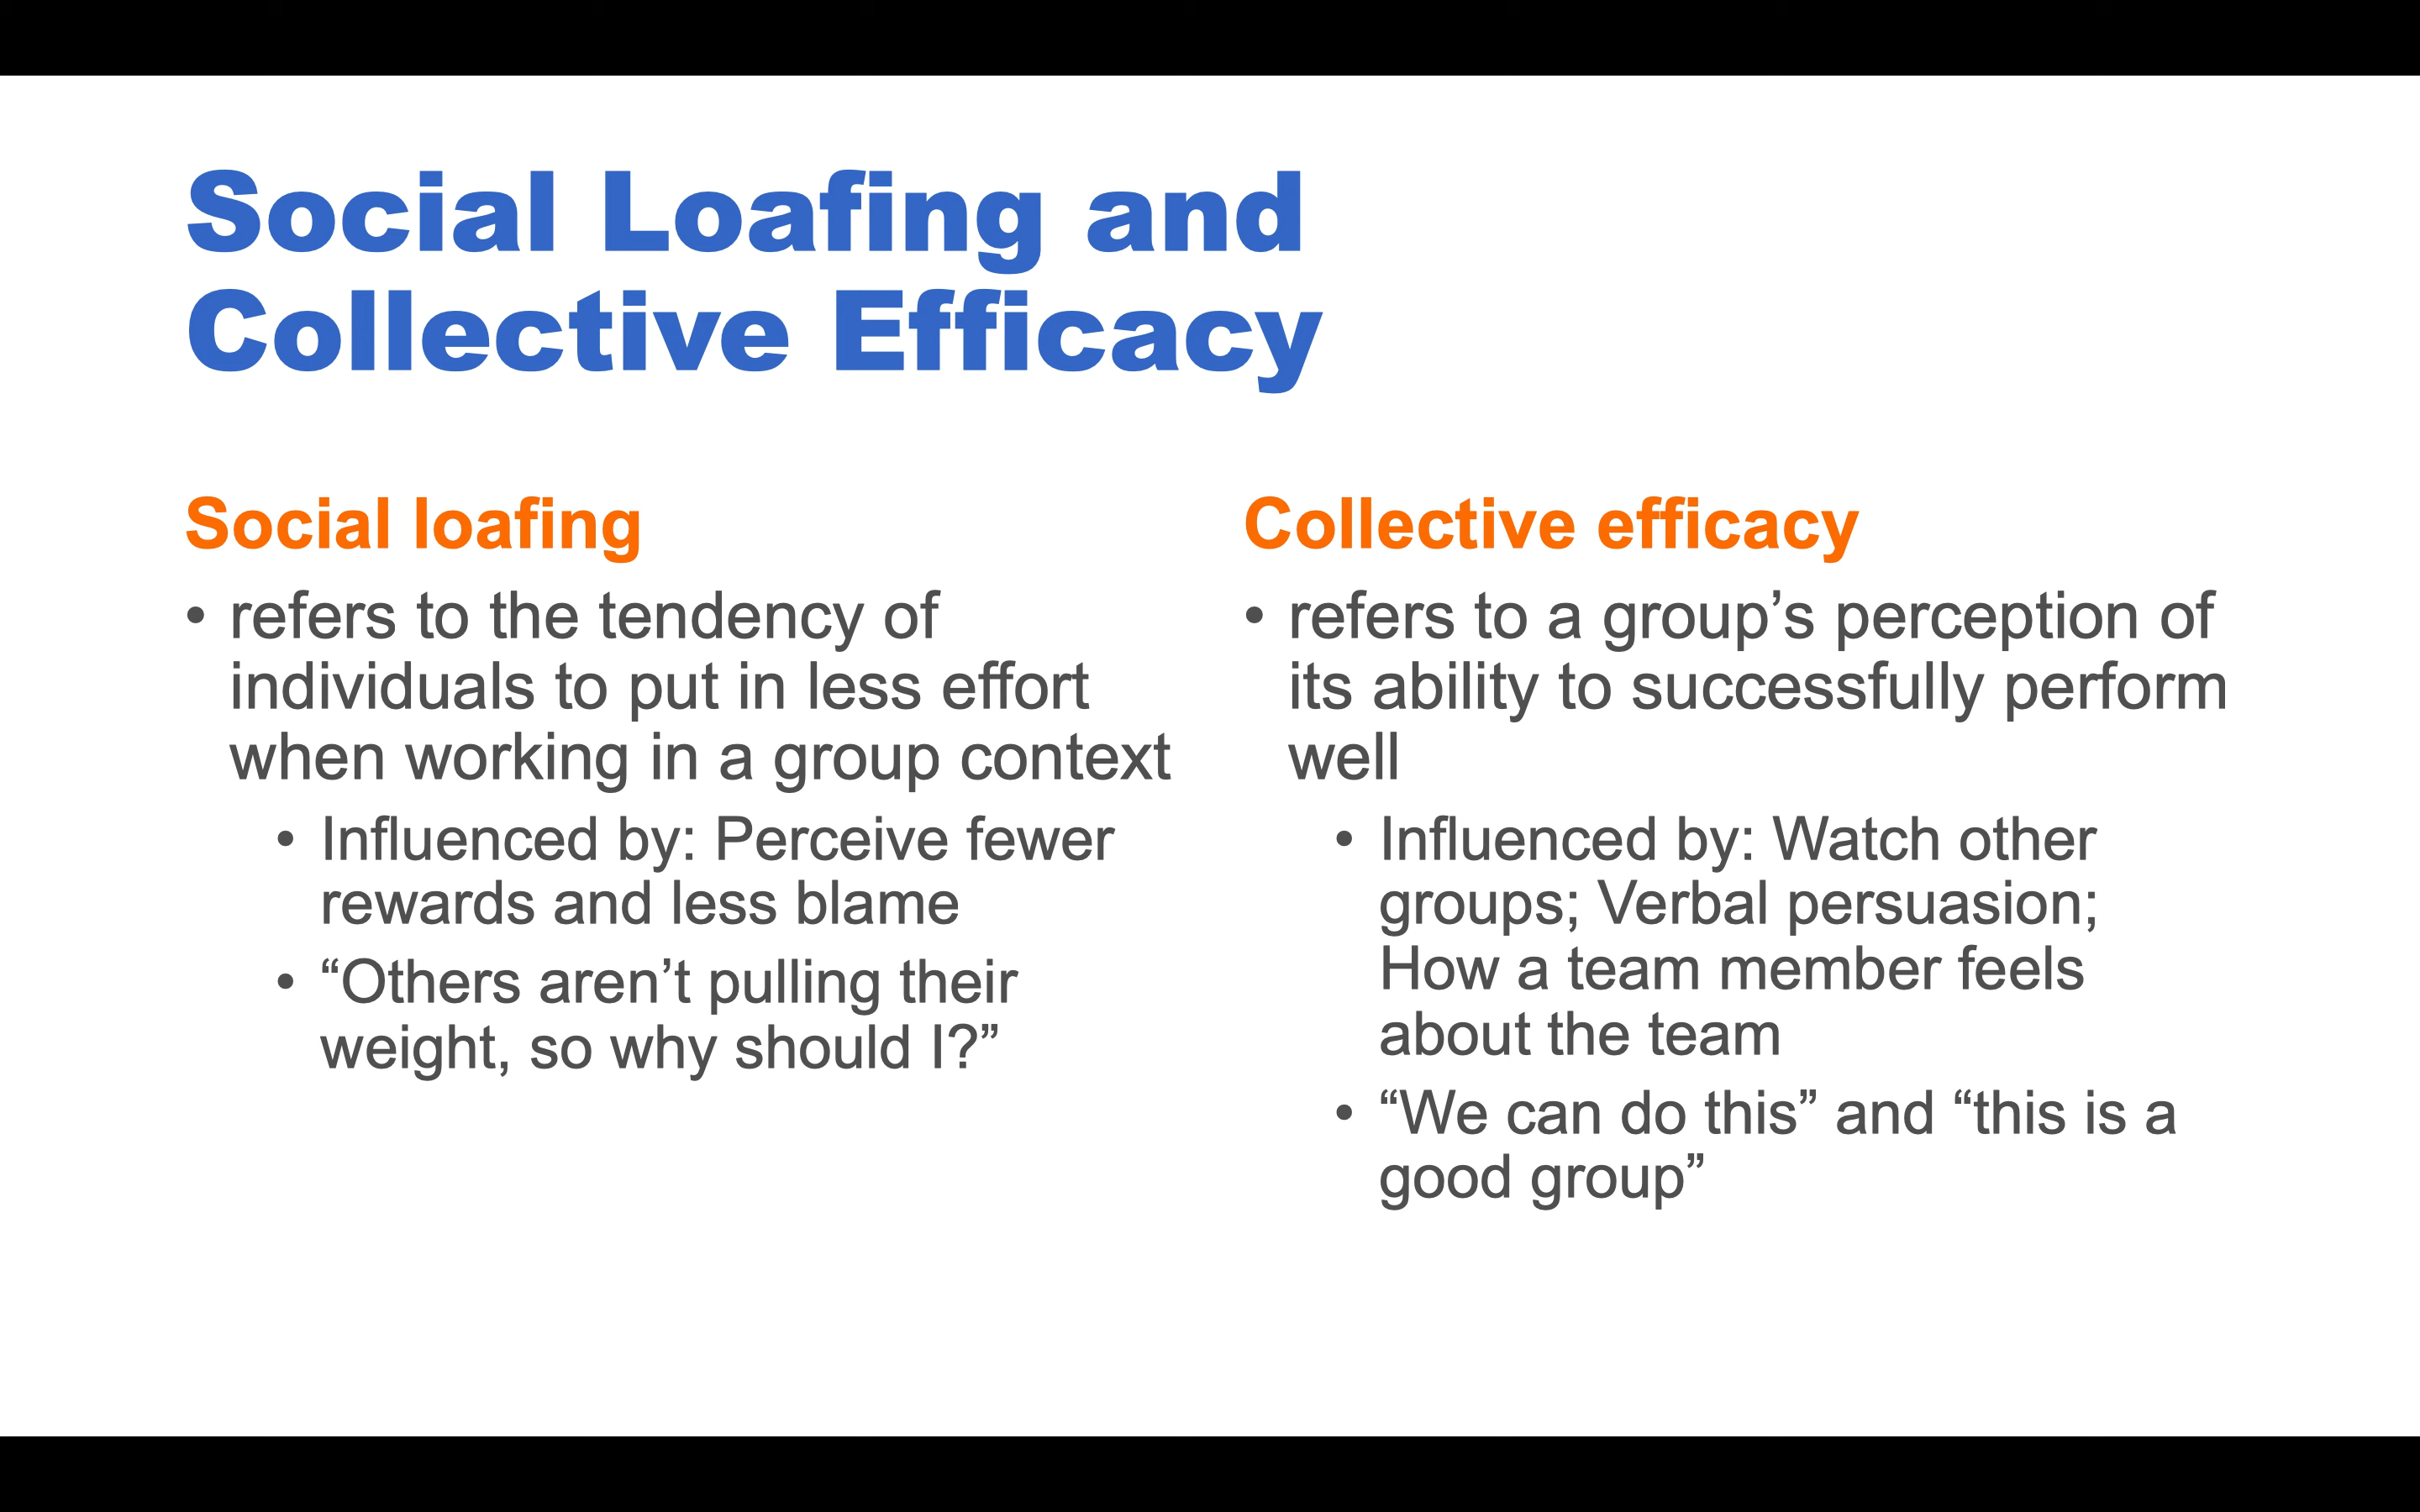 Social Loafing and
Collective Efficacy
Social loafing
• refers to the tendency of
individuals to put in less effort
when working in a group context
• Influenced by: Perceive fewer
rewards and less blame
• “Others aren’t pulling their
weight, so why should I?”
Collective efficacy
• refers to a group’s perception of
its ability to successfully perform
well
• Influenced by: Watch other
groups; Verbal persuasion;
How a team member feels
about the team
• “We can do this” and “this is a
good group”